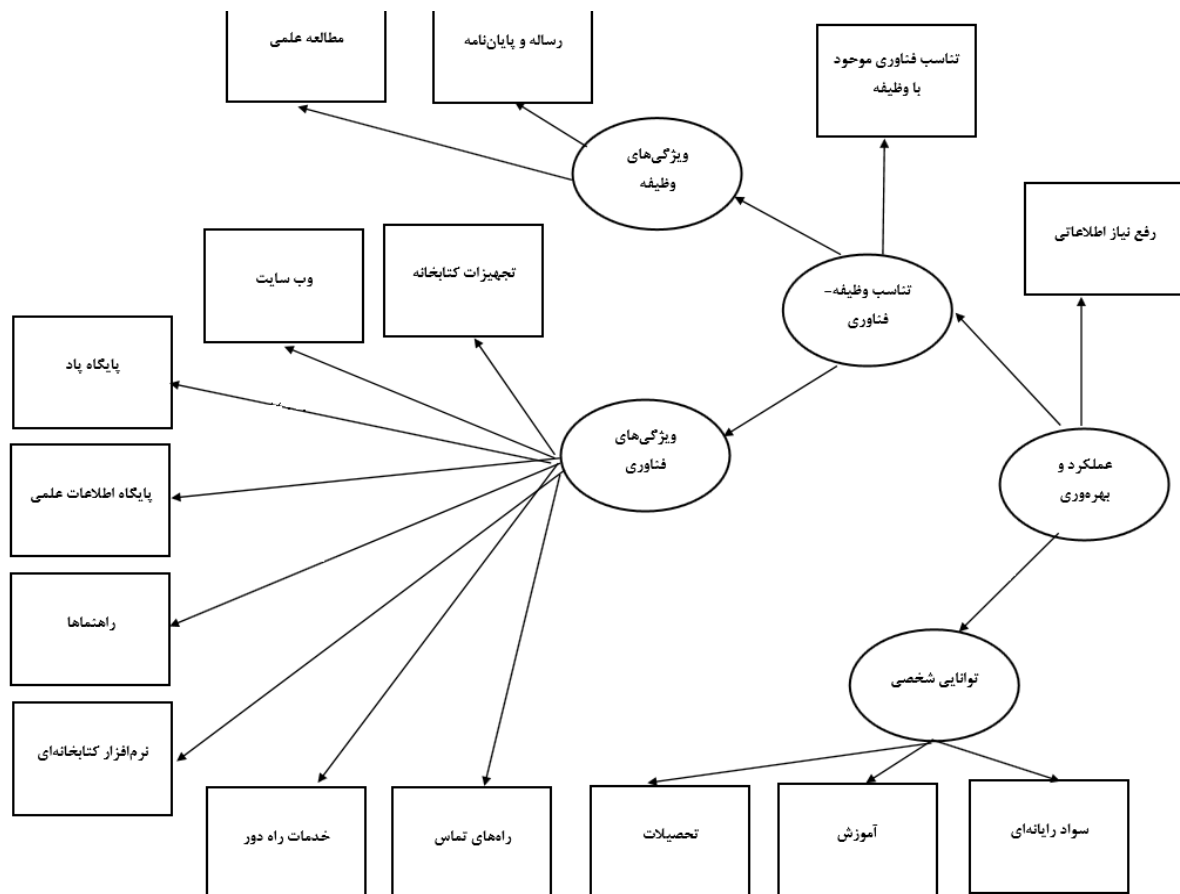 مطالعه علمی
رساله و پایان‌نامه
تناسب فناوری موحود
با وظیفه
ویژگی‌های
وظیفه
رفع نیاز اطلاعاتی
تجهیزات کتابخانه
وب سایت
تناسب وظیفه-
فناوری
پایگاه پاد
ویژگی‌های
فناوری
عملکرد و
بهره‌وری
پایگاه اطلاعات علمی
راهنماها
توانایی شخصی
نرم‌افزار کتابخانه‌ای
سواد رایانه‌ای
آموزش
تحصیلات
راه‌های تماس
خدمات راه دور